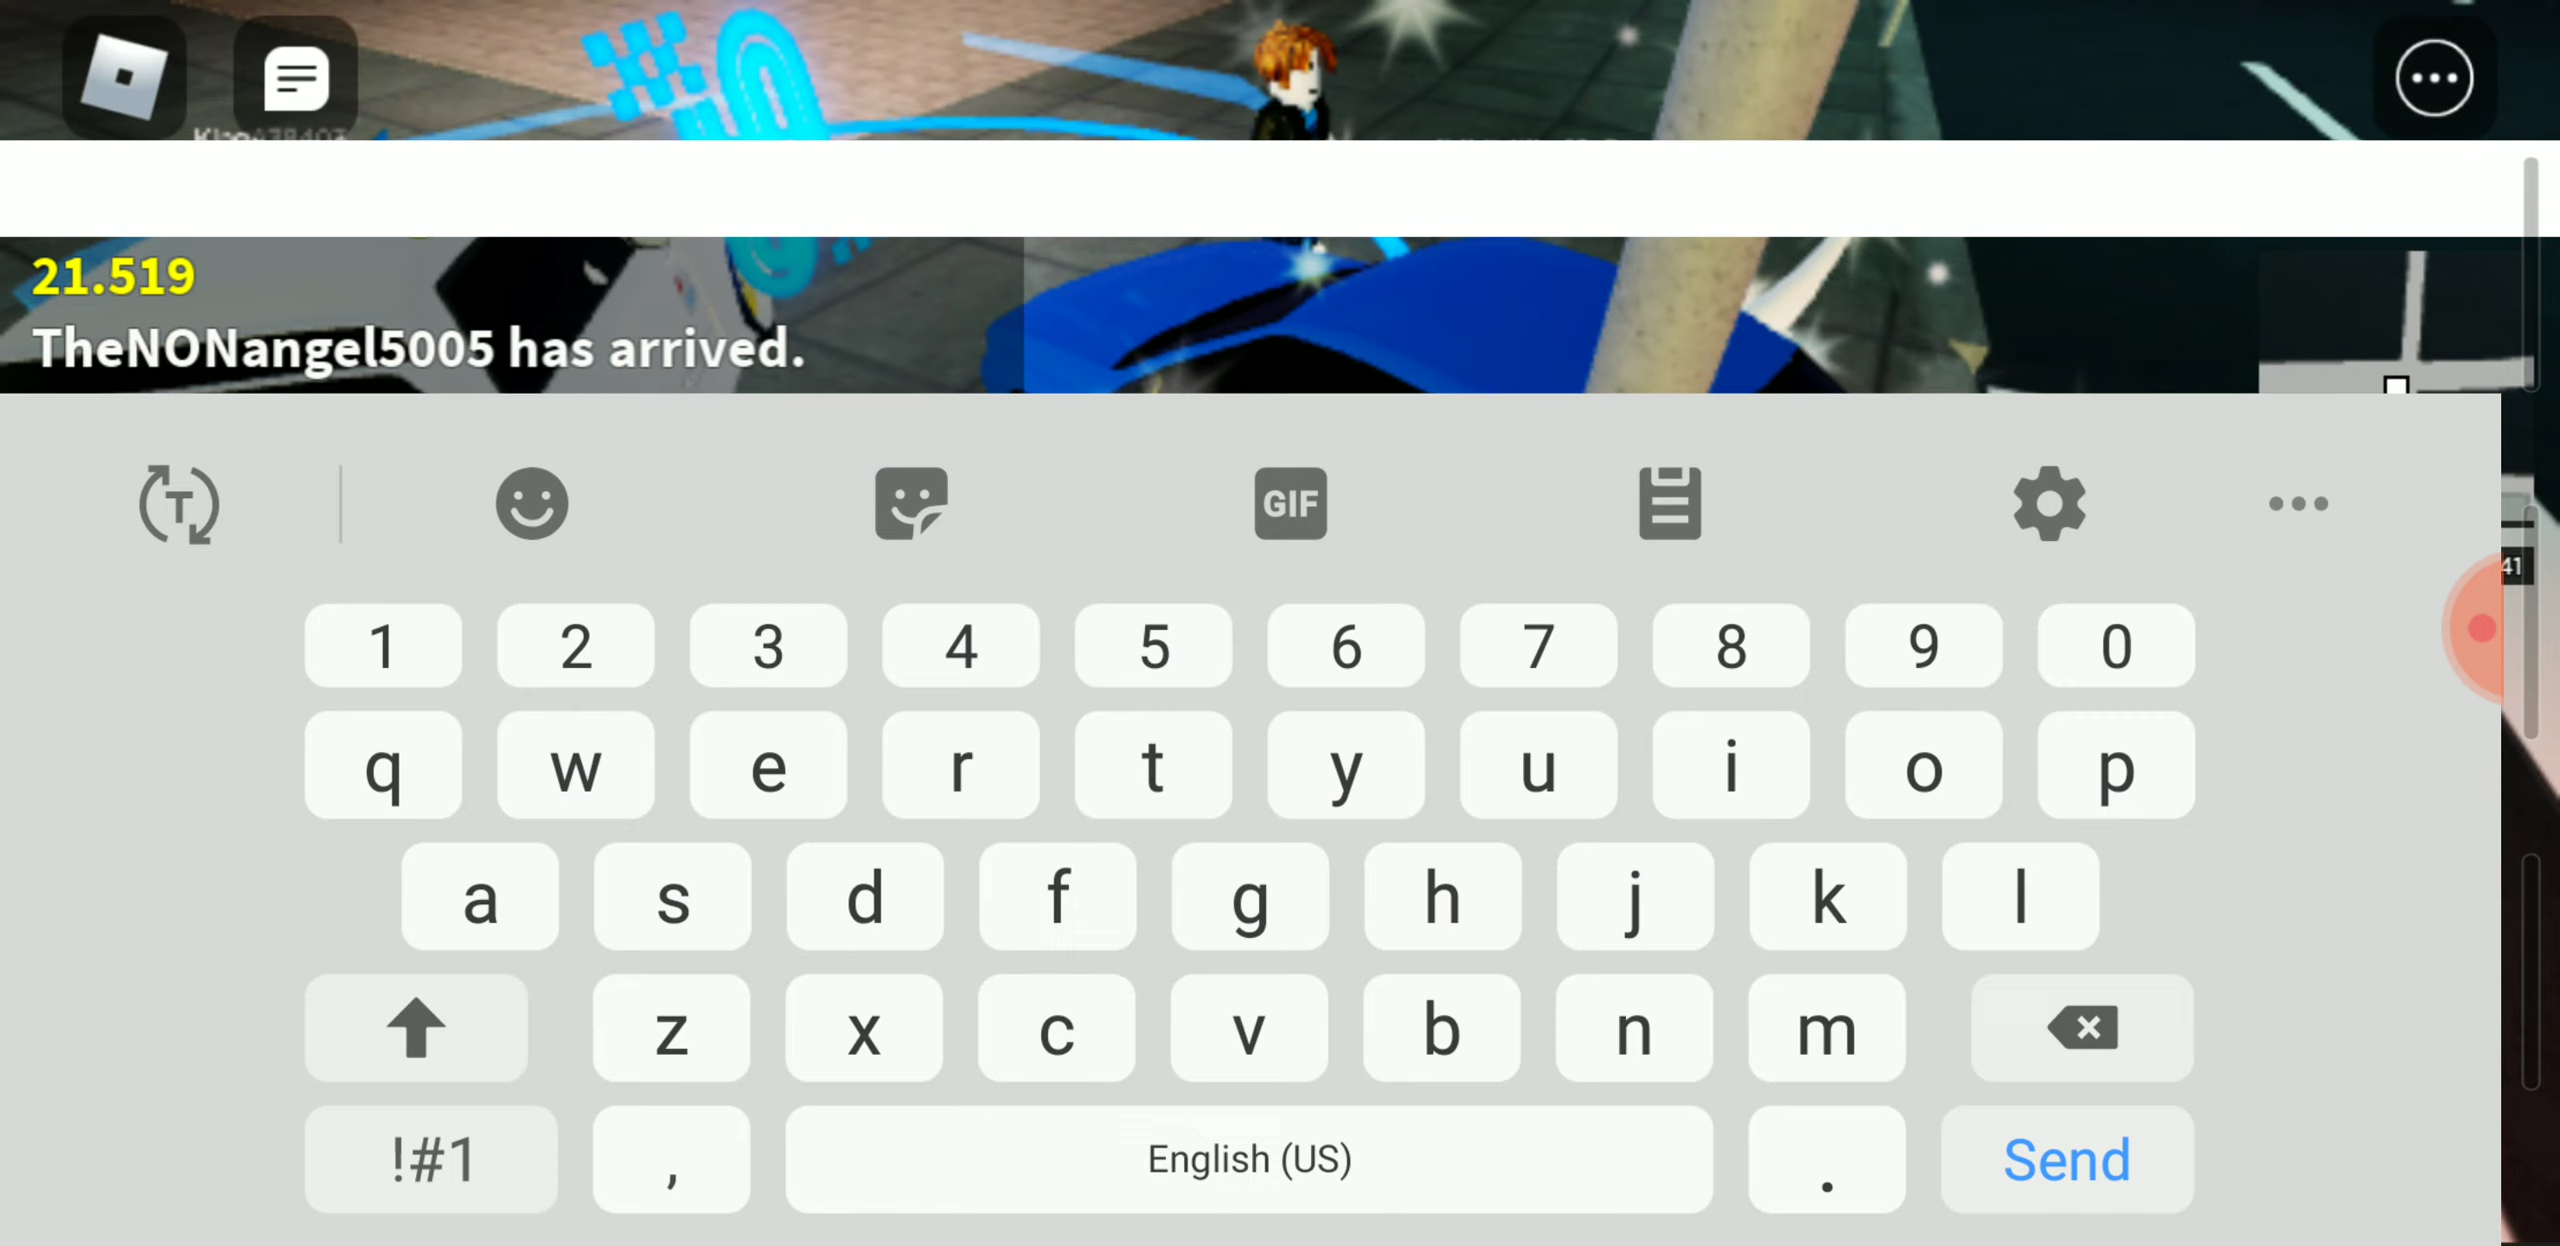 21.519
TheNONangel5005 has arrived.
T
GIF
41
1 2 3 4 5 6 7 8 9 0
q w e r t y u i o p
a s d f g h j k l
z x c v b n m
!#1 , English (US) . Send